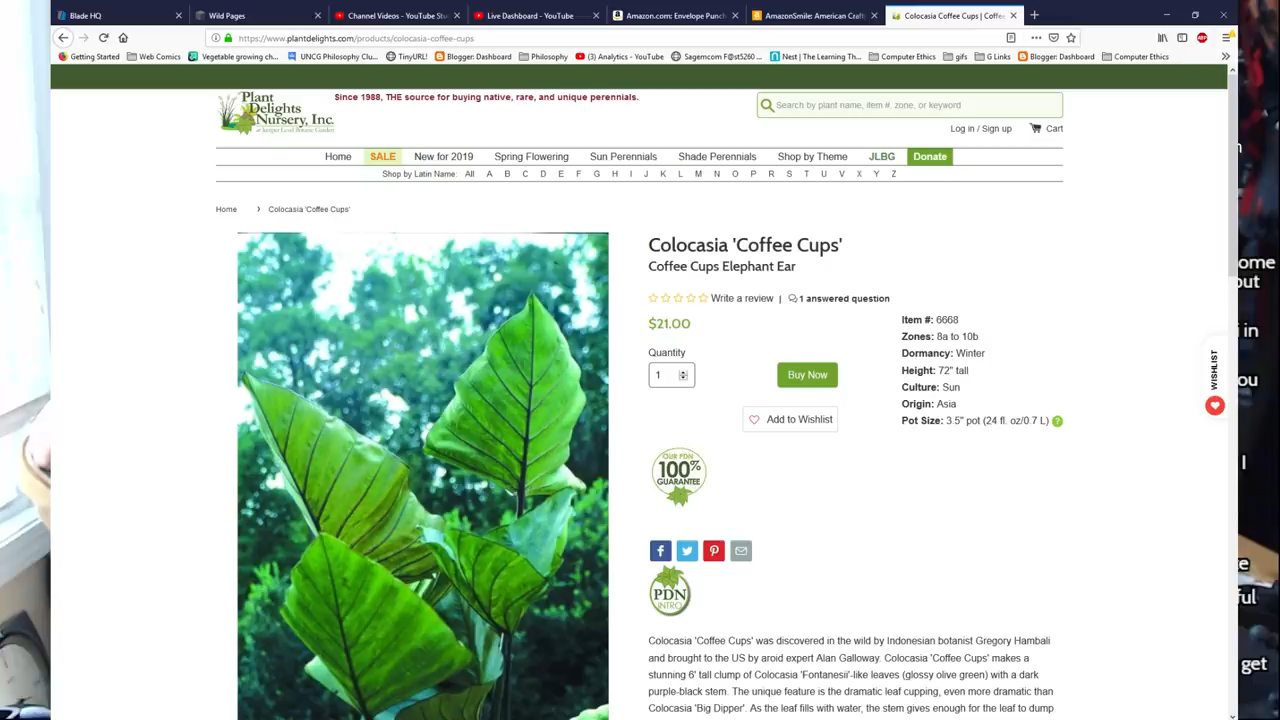 Blade HQ
Wild Pages
Channel Videos - YouTube Stu
Live Dashboard - YouTube
Amazon.com: Envelope Punch
AmazonSmile: American Craft
Colocasia Coffee Cups | Coffee
https://www.plantdelights.com/products/colocasia-coffee-cups
Getting Started
Web Comics
Vegetable growing ch...
UNCG Philosophy Clu...
TinyURL!
Blogger: Dashboard
Philosophy
(3) Analytics - YouTube
Sagemcom F@st5260 ...
Nest | The Learning Th...
Computer Ethics
gifs
G Links
Blogger: Dashboard
Computer Ethics
Plant Delights Nursery, Inc.
at Juniper Level Botanic Garden
Since 1988, THE source for buying native, rare, and unique perennials.
Search by plant name, item #, zone, or keyword
Log in / Sign up
Cart
Home SALE New for 2019 Spring Flowering Sun Perennials Shade Perennials Shop by Theme JLBG Donate
Shop by Latin Name: All A B C D E F G H I J K L M N O P R S T U V X Y Z
Home › Colocasia 'Coffee Cups'
Colocasia 'Coffee Cups'
Coffee Cups Elephant Ear
Write a review | 1 answered question
$21.00
Quantity
1
Buy Now
Add to Wishlist
Item #: 6668
Zones: 8a to 10b
Dormancy: Winter
Height: 72" tall
Culture: Sun
Origin: Asia
Pot Size: 3.5" pot (24 fl. oz/0.7 L) ?
WISHLIST
OUR PDN
100%
GUARANTEE
PDN
INTRO
Colocasia 'Coffee Cups' was discovered in the wild by Indonesian botanist Gregory Hambali
and brought to the US by aroid expert Alan Galloway. Colocasia 'Coffee Cups' makes a
stunning 6' tall clump of Colocasia 'Fontanesii'-like leaves (glossy olive green) with a dark
purple-black stem. The unique feature is the dramatic leaf cupping, even more dramatic than
Colocasia 'Big Dipper'. As the leaf fills with water, the stem gives enough for the leaf to dump